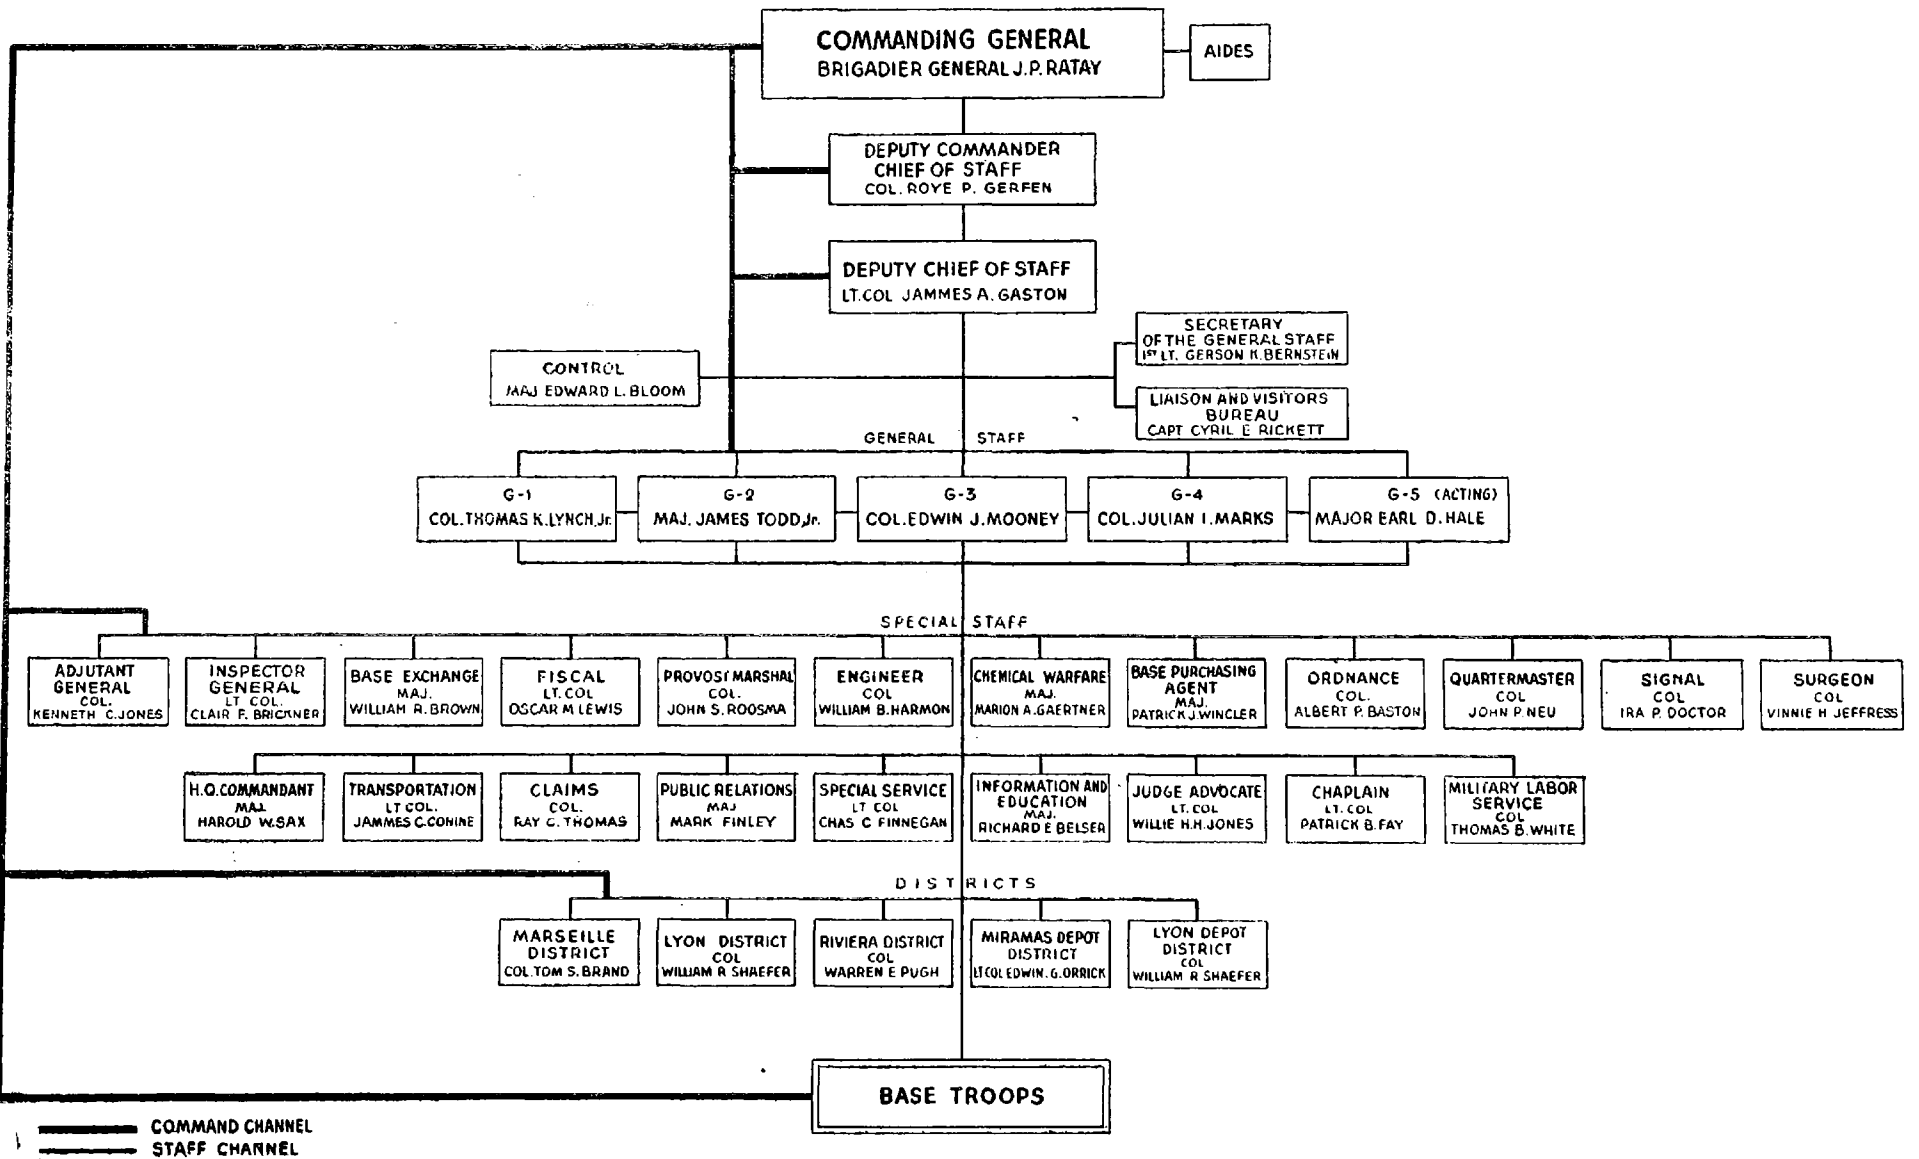 COMMANDING GENERAL
BRIGADIER GENERAL J.P. RATAY
AIDES
DEPUTY COMMANDER
CHIEF OF STAFF
COL. ROYE P. GERFEN
DEPUTY CHIEF OF STAFF
LT. COL JAMMES A. GASTON
SECRETARY
OF THE GENERAL STAFF
1ST LT. GERSON K. BERNSTEIN
CONTROL
MAJ EDWARD L. BLOOM
LIAISON AND VISITORS
BUREAU
CAPT CYRIL E RICKETT
GENERAL STAFF
G-1
COL. THOMAS K. LYNCH, Jr.
G-2
MAJ. JAMES TODD, Jr.
G-3
COL. EDWIN J. MOONEY
G-4
COL. JULIAN I. MARKS
G-5 (ACTING)
MAJOR EARL D. HALE
SPECIAL STAFF
ADJUTANT
GENERAL
COL.
KENNETH C. JONES
INSPECTOR
GENERAL
LT COL.
CLAIR F. BRICKNER
BASE EXCHANGE
MAJ.
WILLIAM R. BROWN
FISCAL
LT. COL
OSCAR M LEWIS
PROVOST MARSHAL
COL.
JOHN S. ROOSMA
ENGINEER
COL
WILLIAM B. HARMON
CHEMICAL WARFARE
MAJ.
MARION A. GAERTNER
BASE PURCHASING
AGENT
MAJ.
PATRICK J. WINCLER
ORDNANCE
COL.
ALBERT P. BASTON
QUARTERMASTER
COL
JOHN P. NEU
SIGNAL
COL
IRA P. DOCTOR
SURGEON
COL
VINNIE H JEFFRESS
H.Q. COMMANDANT
MAJ.
HAROLD W. SAX
TRANSPORTATION
LT COL.
JAMMES C. CONINE
CLAIMS
COL.
RAY C. THOMAS
PUBLIC RELATIONS
MAJ
MARK FINLEY
SPECIAL SERVICE
LT COL
CHAS C FINNEGAN
INFORMATION AND
EDUCATION
MAJ.
RICHARD E BELSER
JUDGE ADVOCATE
LT. COL
WILLIE H.H. JONES
CHAPLAIN
LT. COL
PATRICK B. FAY
MILITARY LABOR
SERVICE
COL
THOMAS B. WHITE
DISTRICTS
MARSEILLE
DISTRICT
COL. TOM S. BRAND
LYON DISTRICT
COL
WILLIAM R SHAEFER
RIVIERA DISTRICT
COL
WARREN E PUGH
MIRAMAS DEPOT
DISTRICT
LT COL EDWIN. G. ORRICK
LYON DEPOT
DISTRICT
COL
WILLIAM R SHAEFER
BASE TROOPS
COMMAND CHANNEL
STAFF CHANNEL